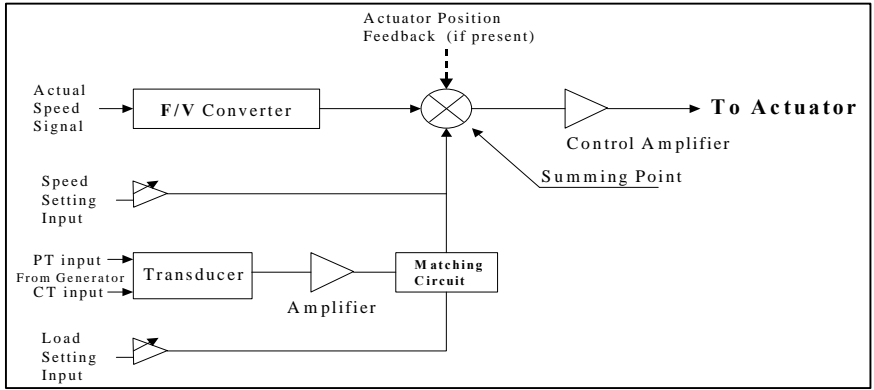 Actuator Position
Feedback (if present)
Actual
Speed
Signal
F/V Converter
To Actuator
Control Amplifier
Summing Point
Speed
Setting
Input
PT input
From Generator
CT input
Transducer
Amplifier
Matching
Circuit
Load
Setting
Input